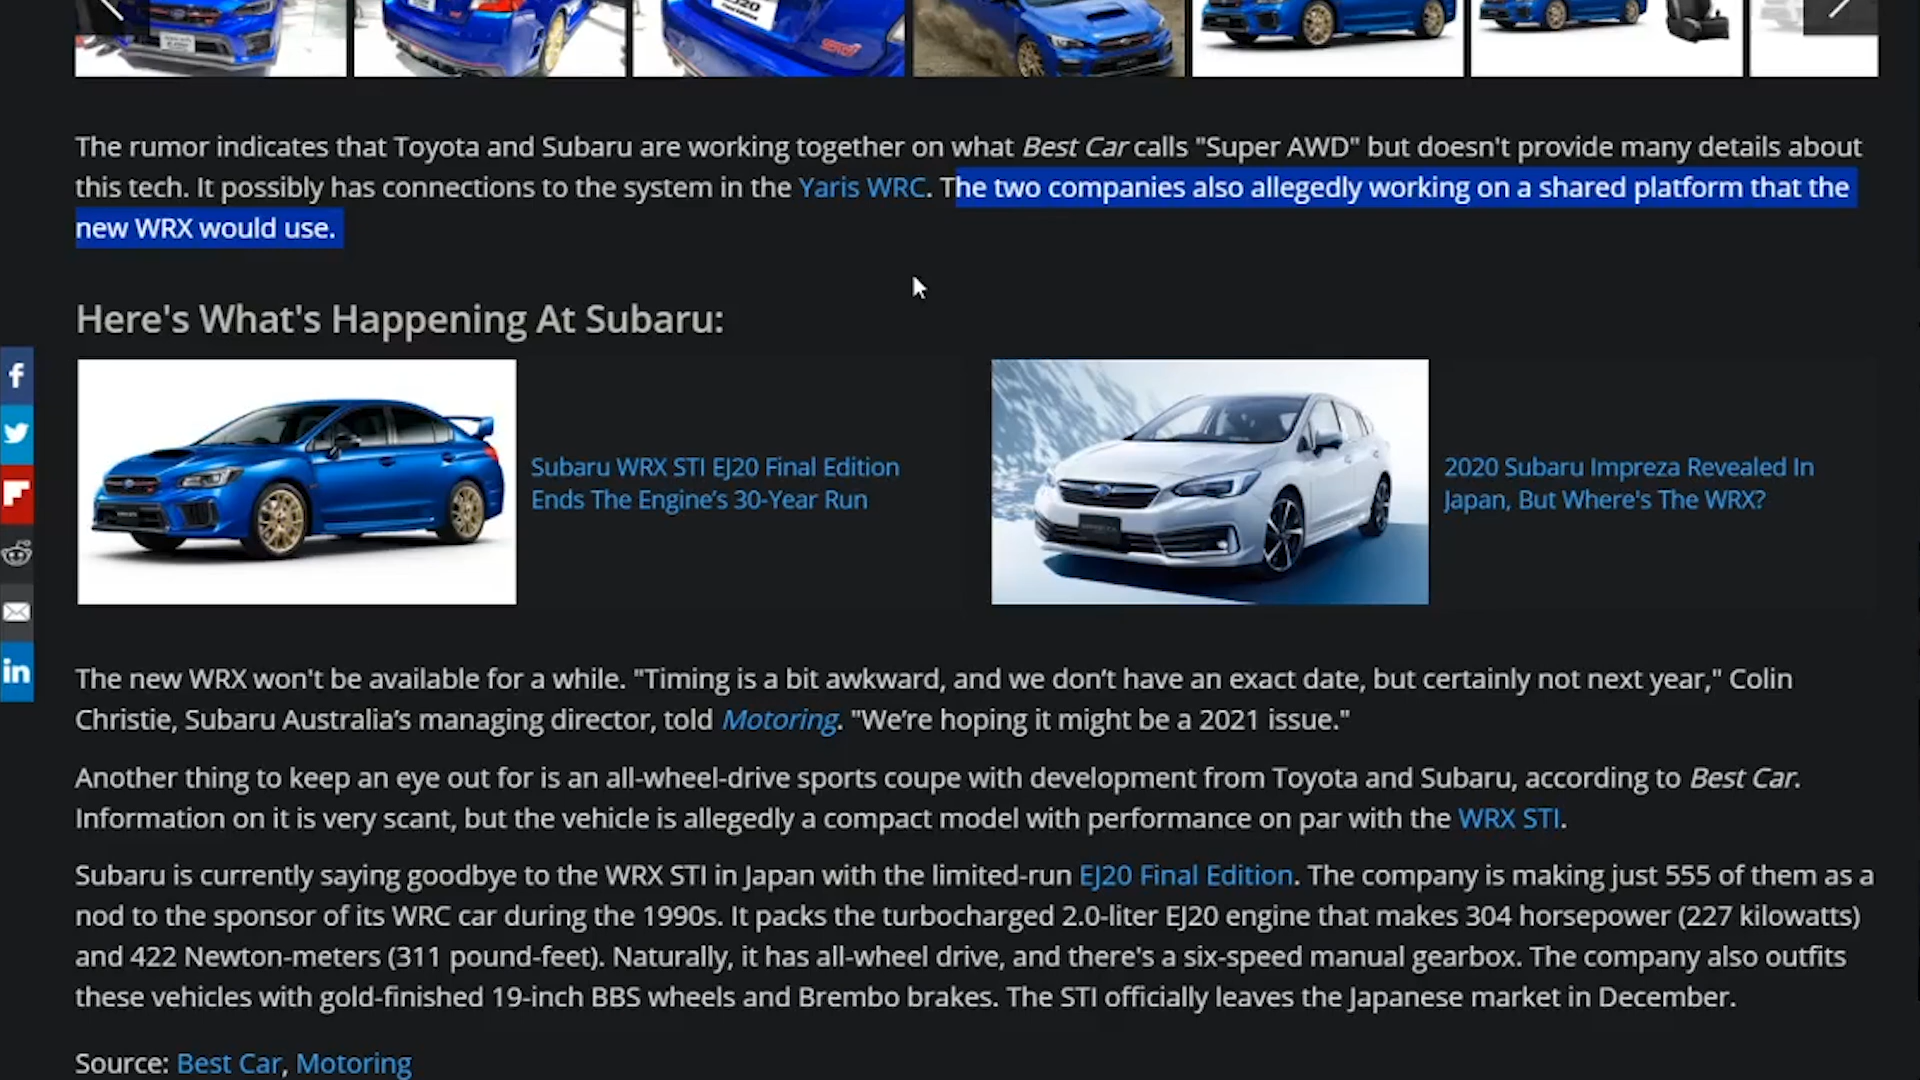 The rumor indicates that Toyota and Subaru are working together on what Best Car calls "Super AWD" but doesn't provide many details about
this tech. It possibly has connections to the system in the Yaris WRC. The two companies also allegedly working on a shared platform that the
new WRX would use.
Here's What's Happening At Subaru:
Subaru WRX STI EJ20 Final Edition
Ends The Engine’s 30-Year Run
2020 Subaru Impreza Revealed In
Japan, But Where's The WRX?
The new WRX won't be available for a while. "Timing is a bit awkward, and we don’t have an exact date, but certainly not next year," Colin
Christie, Subaru Australia’s managing director, told Motoring. "We’re hoping it might be a 2021 issue."
Another thing to keep an eye out for is an all-wheel-drive sports coupe with development from Toyota and Subaru, according to Best Car.
Information on it is very scant, but the vehicle is allegedly a compact model with performance on par with the WRX STI.
Subaru is currently saying goodbye to the WRX STI in Japan with the limited-run EJ20 Final Edition. The company is making just 555 of them as a
nod to the sponsor of its WRC car during the 1990s. It packs the turbocharged 2.0-liter EJ20 engine that makes 304 horsepower (227 kilowatts)
and 422 Newton-meters (311 pound-feet). Naturally, it has all-wheel drive, and there's a six-speed manual gearbox. The company also outfits
these vehicles with gold-finished 19-inch BBS wheels and Brembo brakes. The STI officially leaves the Japanese market in December.
Source: Best Car, Motoring